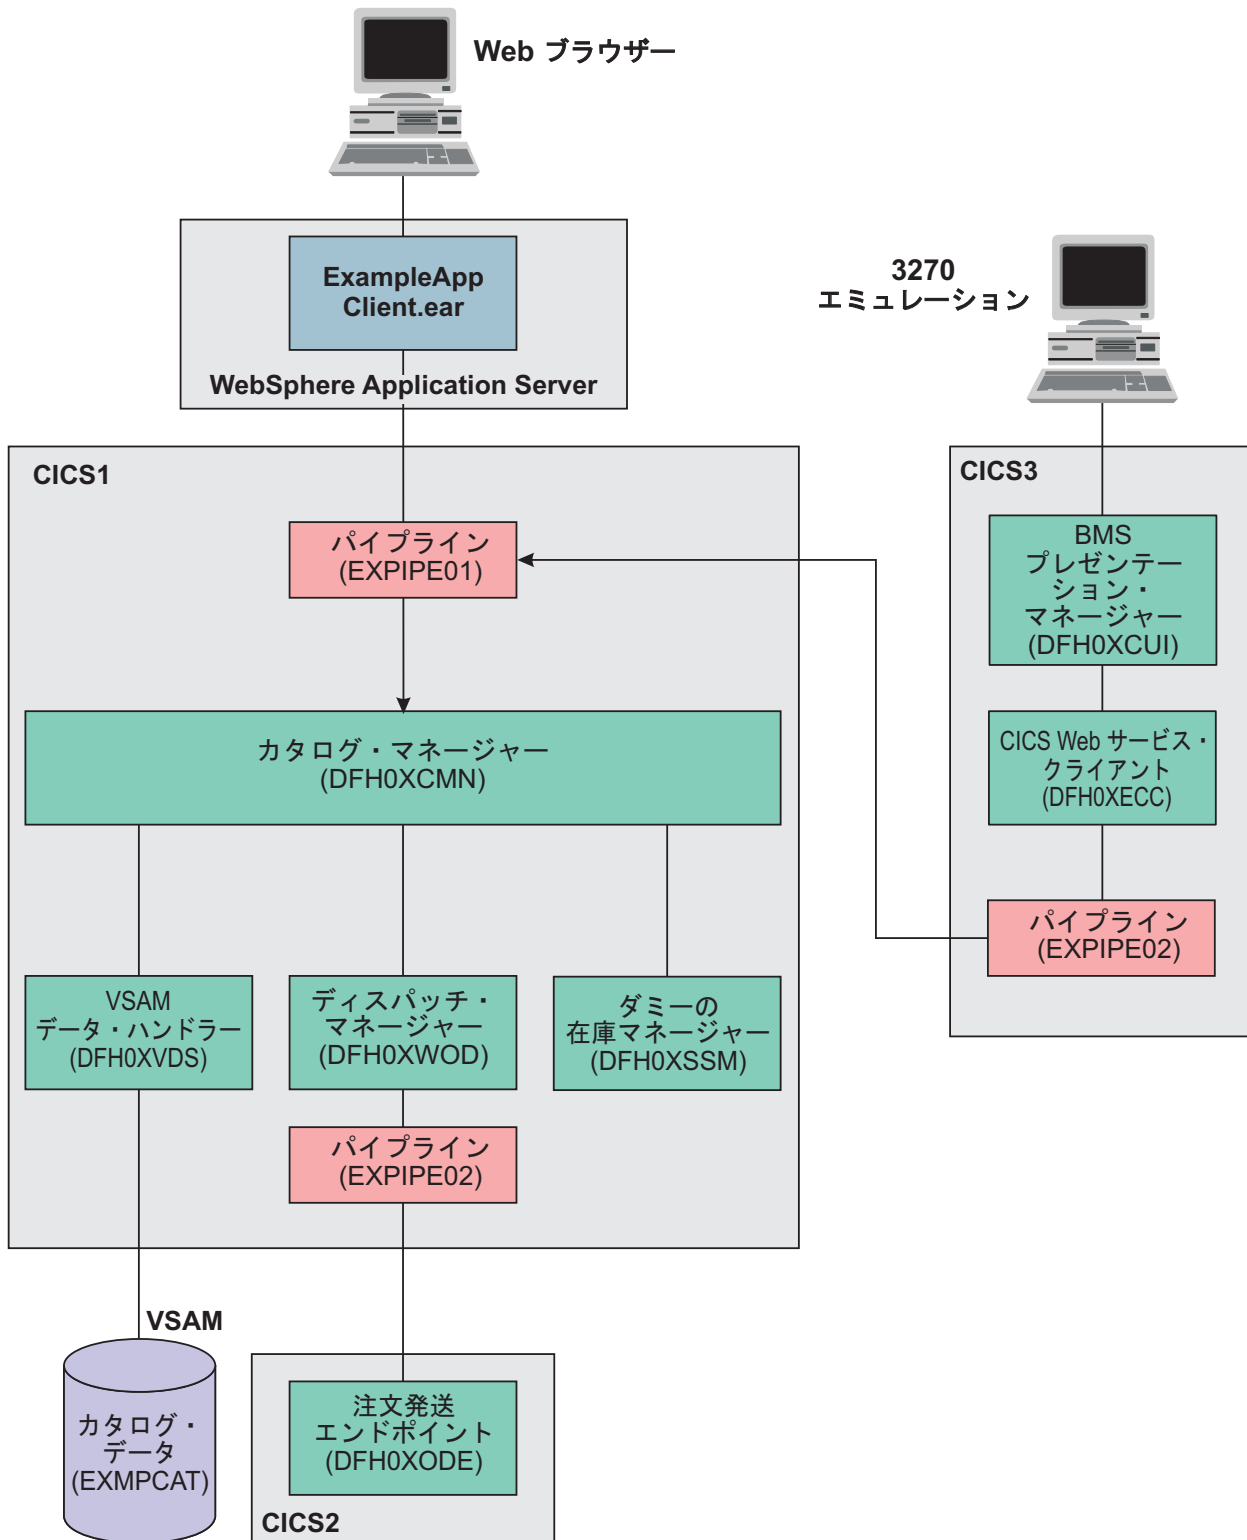 Web ブラウザー
ExampleApp
Client.ear
WebSphere Application Server
3270
エミュレーション
CICS1
パイプライン
(EXPIPE01)
カタログ・マネージャー
(DFH0XCMN)
VSAM
データ・ハンドラー
(DFH0XVDS)
ディスパッチ・
マネージャー
(DFH0XWOD)
ダミーの
在庫マネージャー
(DFH0XSSM)
パイプライン
(EXPIPE02)
CICS3
BMS
プレゼンテー
ション・
マネージャー
(DFH0XCUI)
CICS Web サービス・
クライアント
(DFH0XECC)
パイプライン
(EXPIPE02)
VSAM
カタログ・
データ
(EXMPCAT)
注文発送
エンドポイント
(DFH0XODE)
CICS2